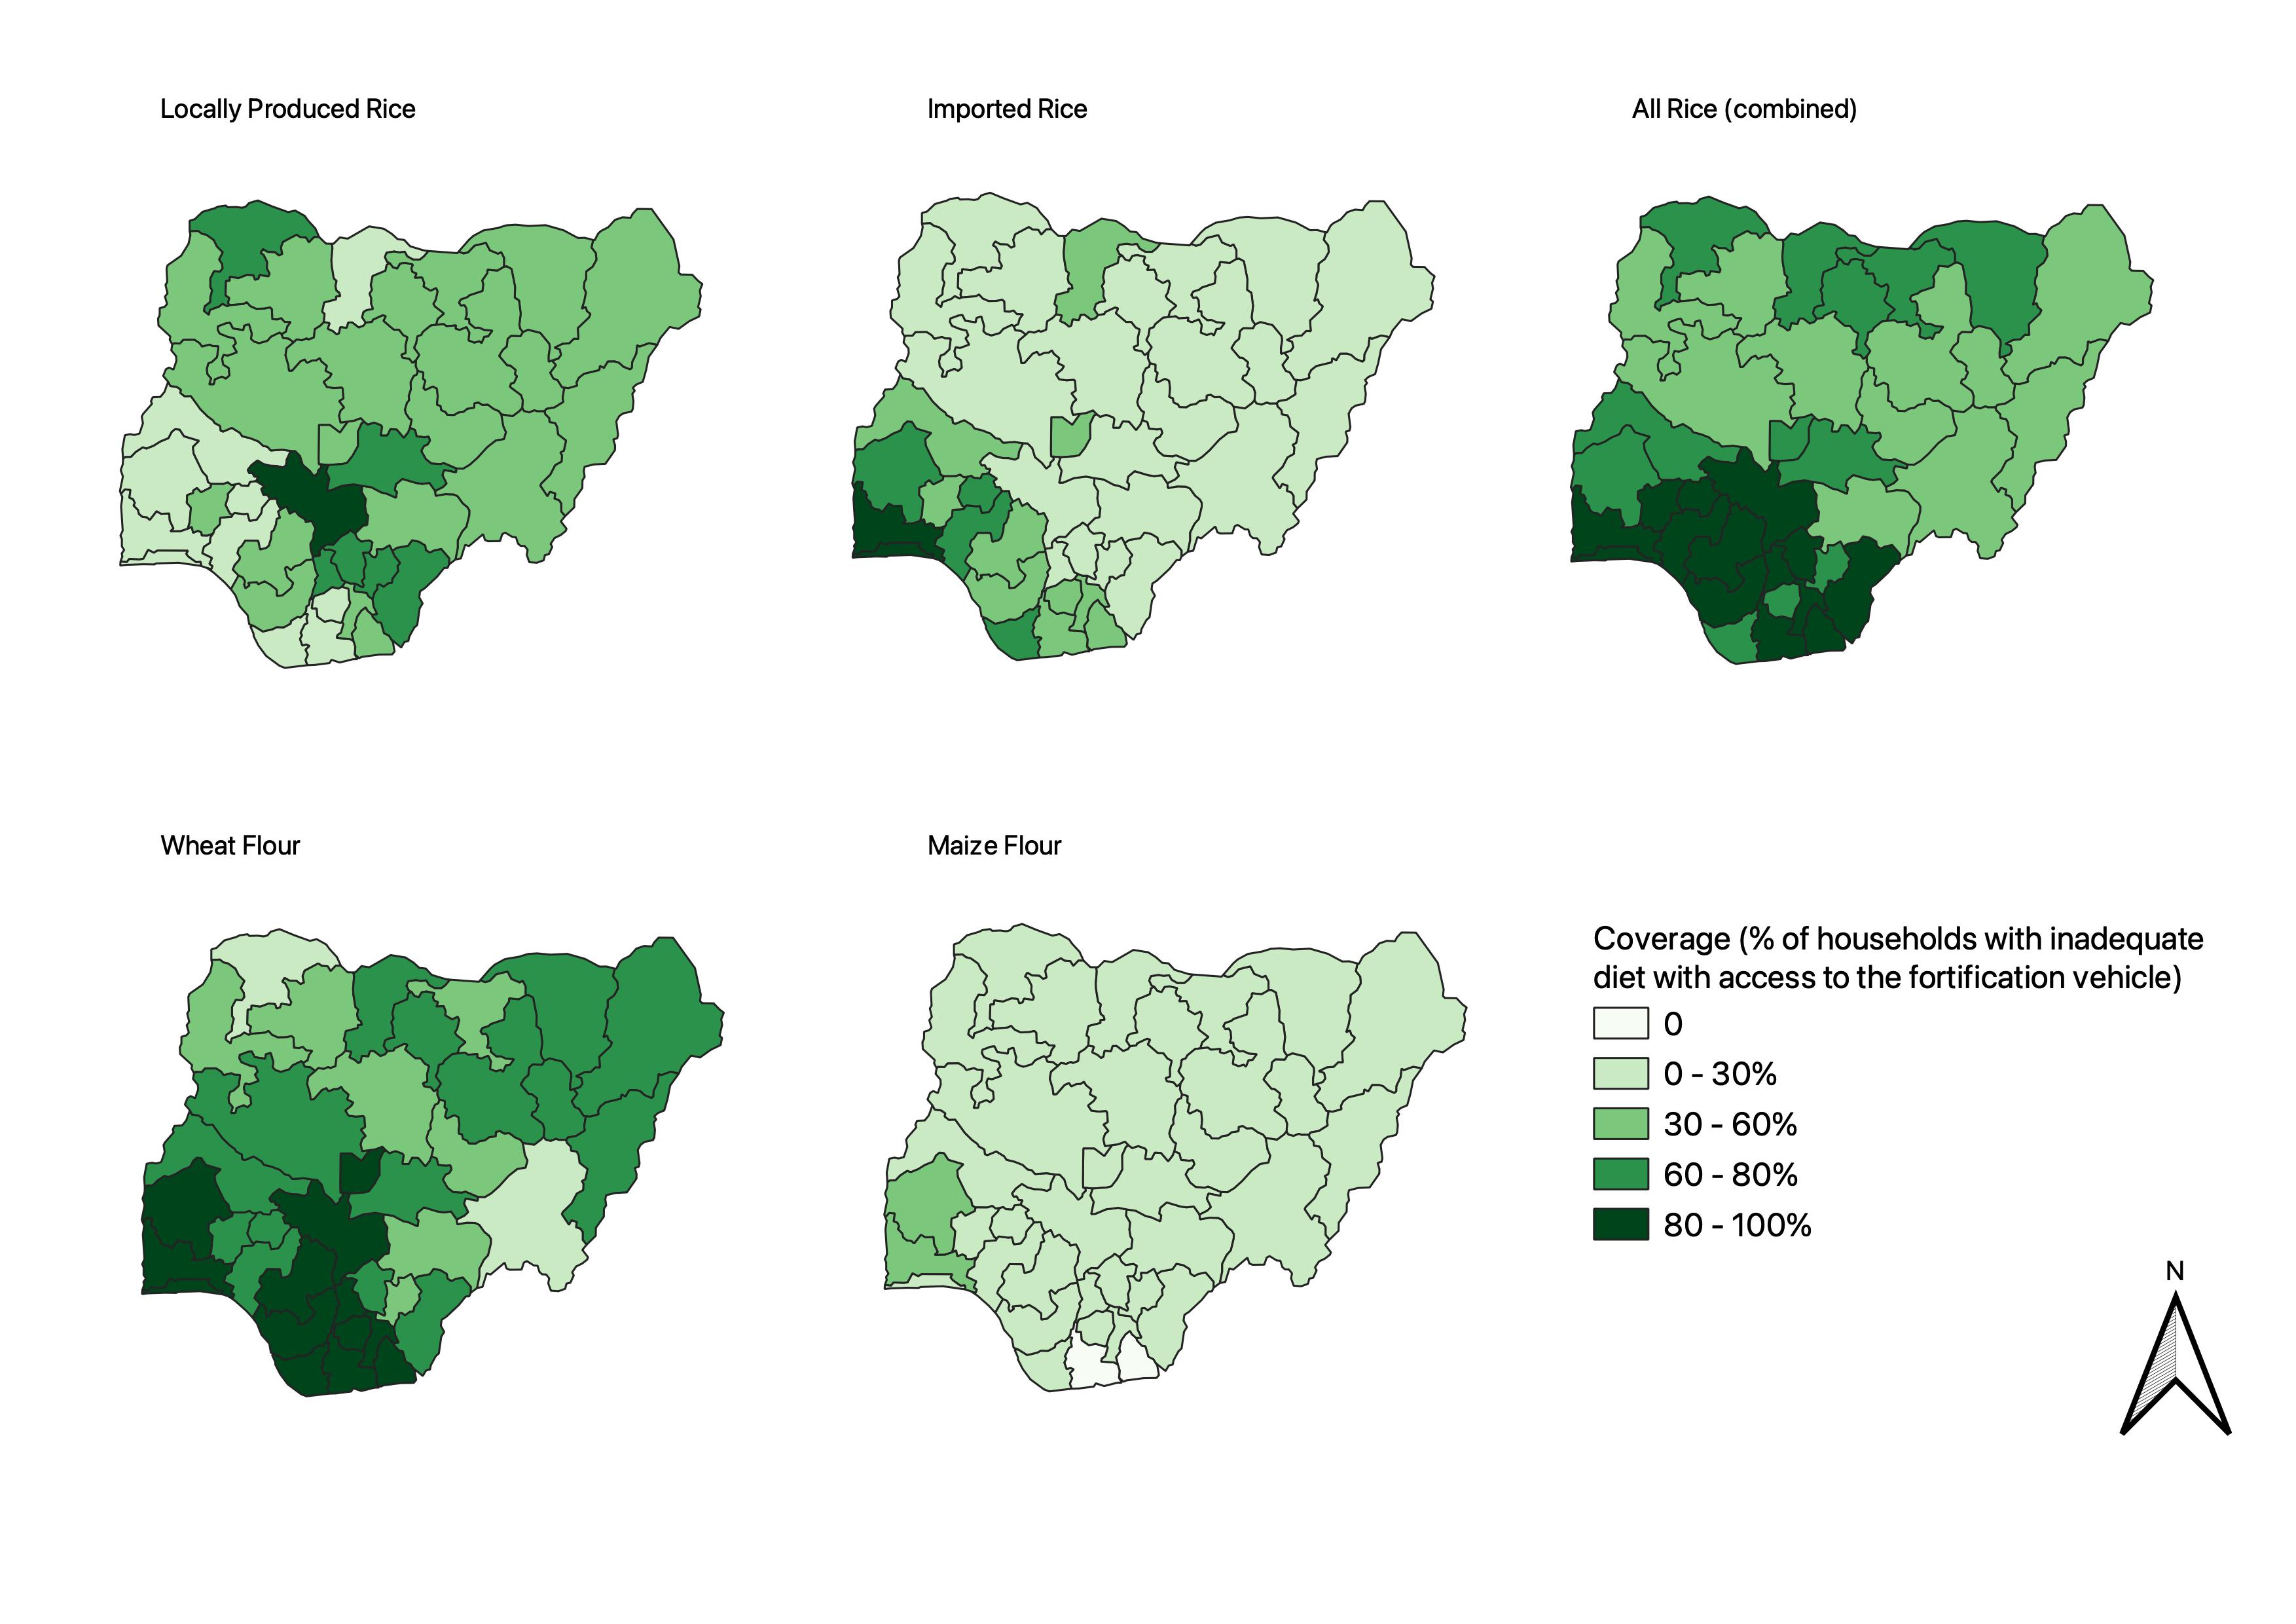 Locally Produced Rice
Imported Rice
All Rice (combined)
Wheat Flour
Maize Flour
Coverage (% of households with inadequate
diet with access to the fortification vehicle)
0
0 - 30%
30 - 60%
60 - 80%
80 - 100%
N